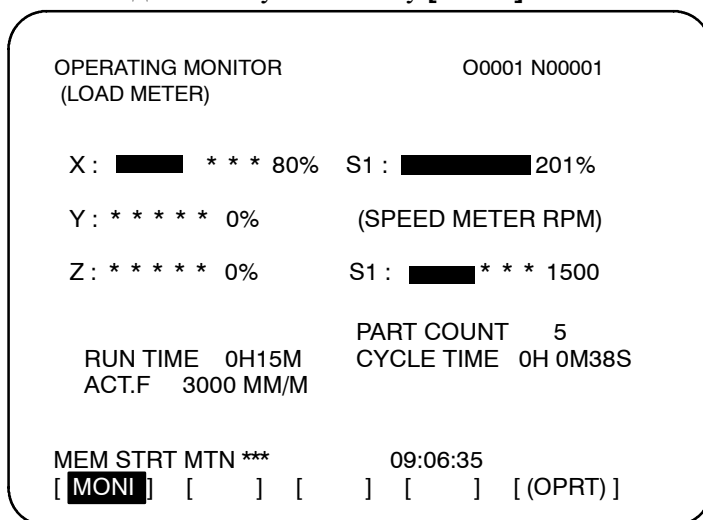 OPERATING MONITOR O0001 N00001
(LOAD METER)
X : * * * 80% S1 : 201%
Y : * * * * * 0% (SPEED METER RPM)
Z : * * * * * 0% S1 : * * * 1500
PART COUNT 5
RUN TIME 0H15M CYCLE TIME 0H 0M38S
ACT.F 3000 MM/M
MEM STRT MTN *** 09:06:35
[ MONI ] [ ] [ ] [ ] [ (OPRT) ]